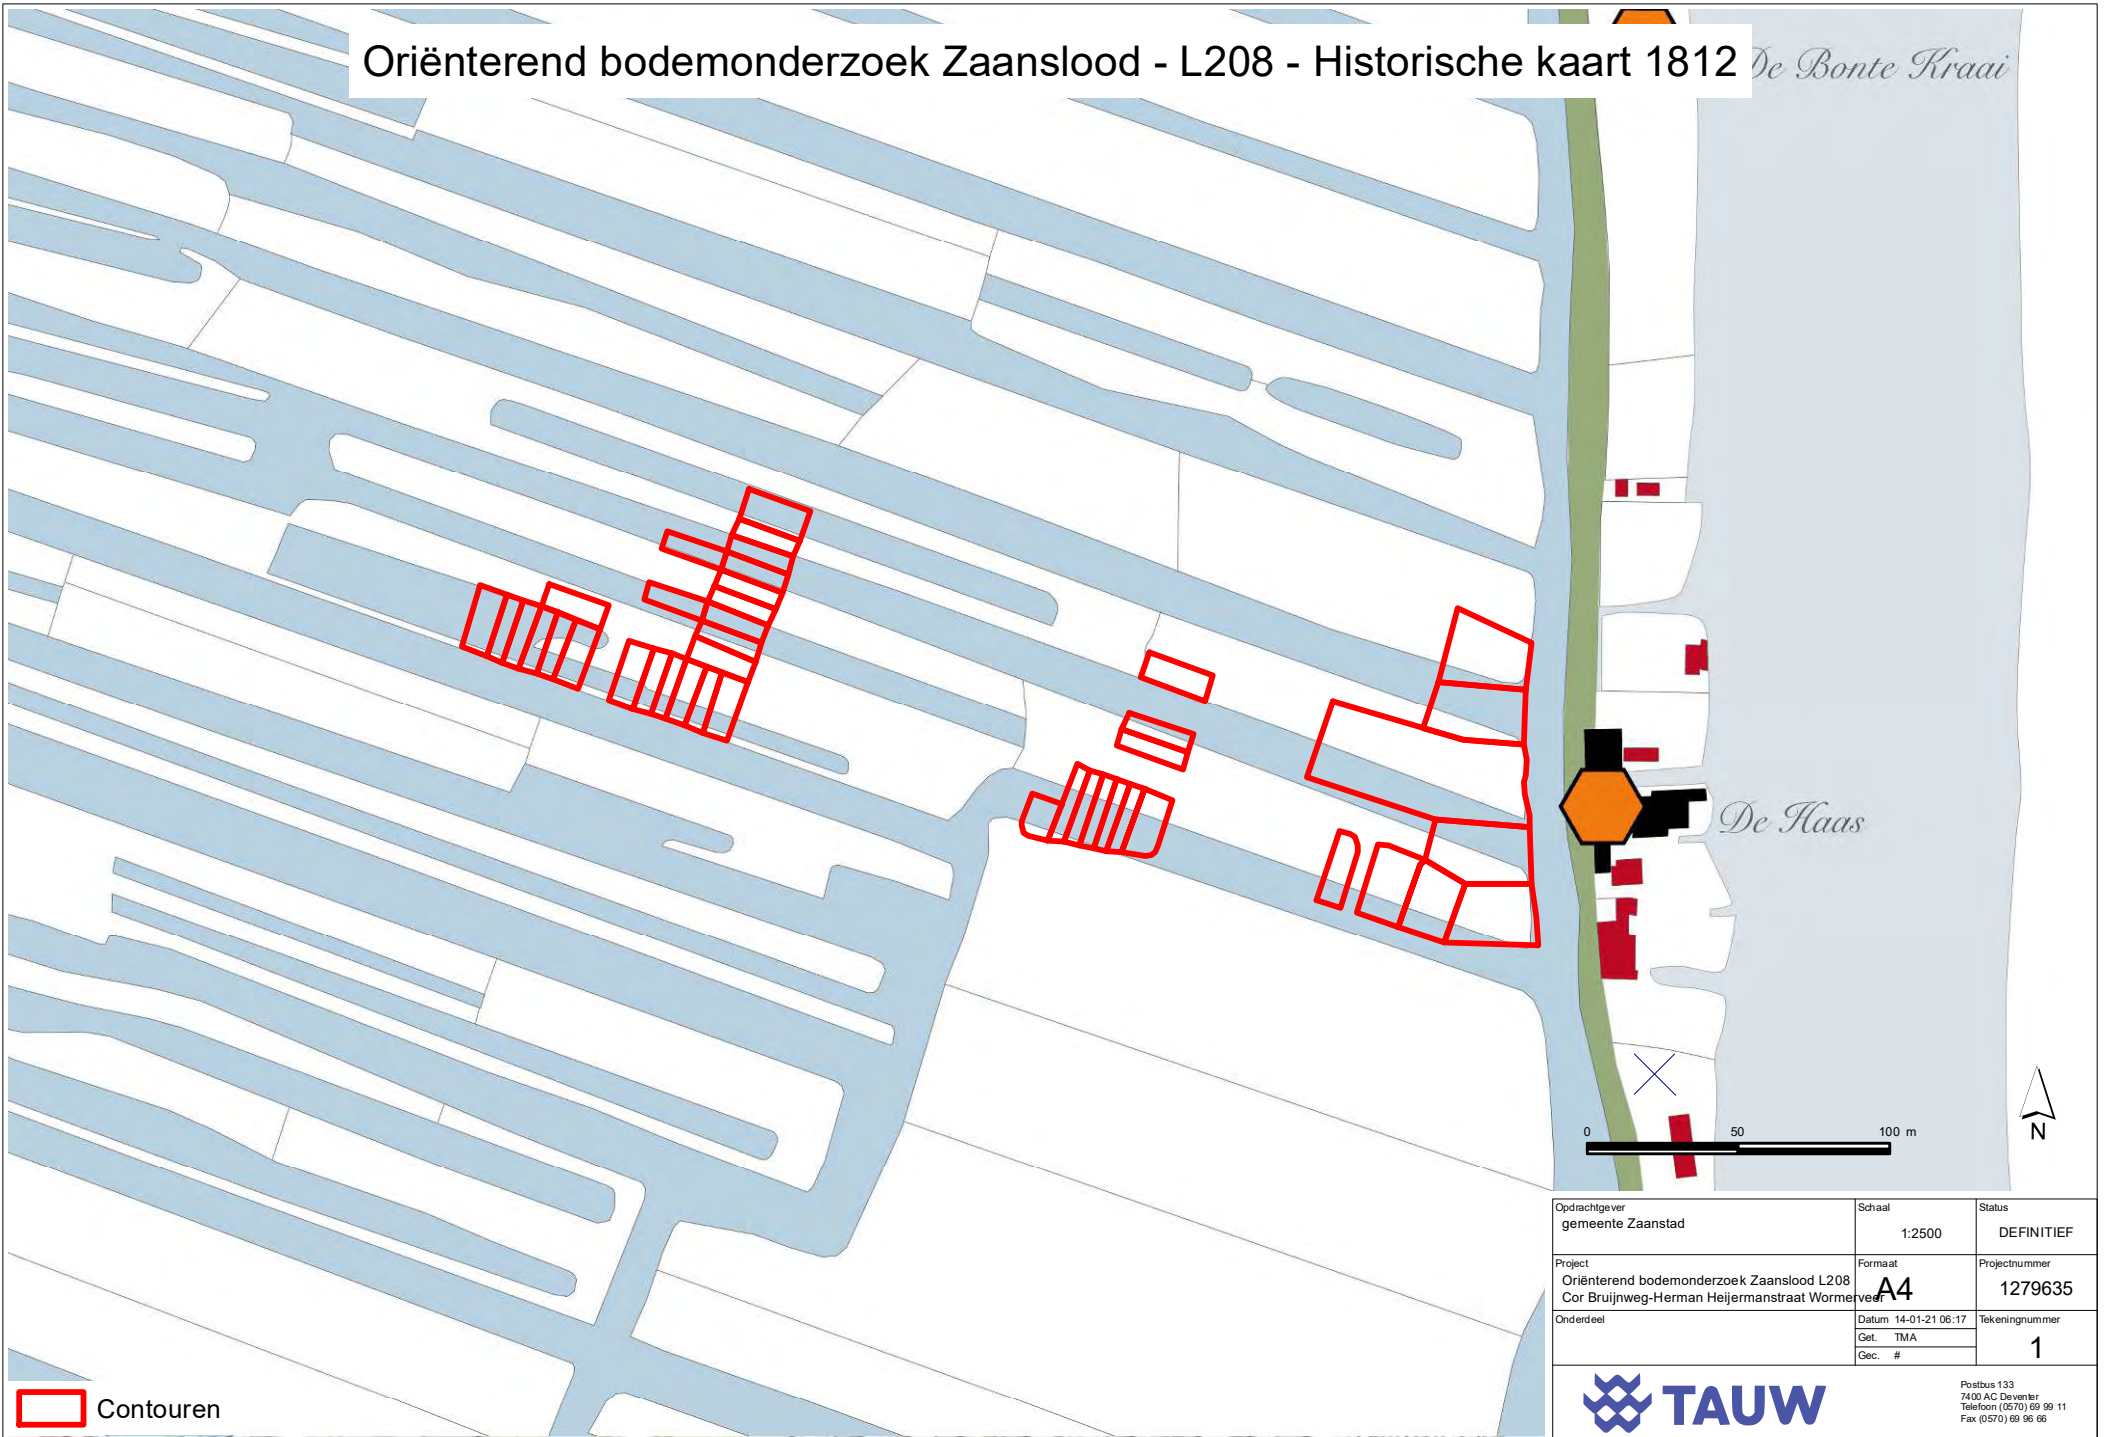 Oriënterend bodemonderzoek Zaanslood - L208 - Historische kaart 1812
De Bonte Kraai
De Haas
0 50 100 m
N
Opdrachtgever
gemeente Zaanstad
Schaal
1:2500
Status
DEFINITIEF
Project
Oriënterend bodemonderzoek Zaanslood L208
Cor Bruijnweg-Herman Heijermanstraat Wormerveer
Formaat
A4
Projectnummer
1279635
Onderdeel
Datum 14-01-21 06:17
Get. TMA
Gec. #
Tekeningnummer
1
TAUW
Postbus 133
7400 AC Deventer
Telefoon (0570) 69 99 11
Fax (0570) 69 96 66
Contouren